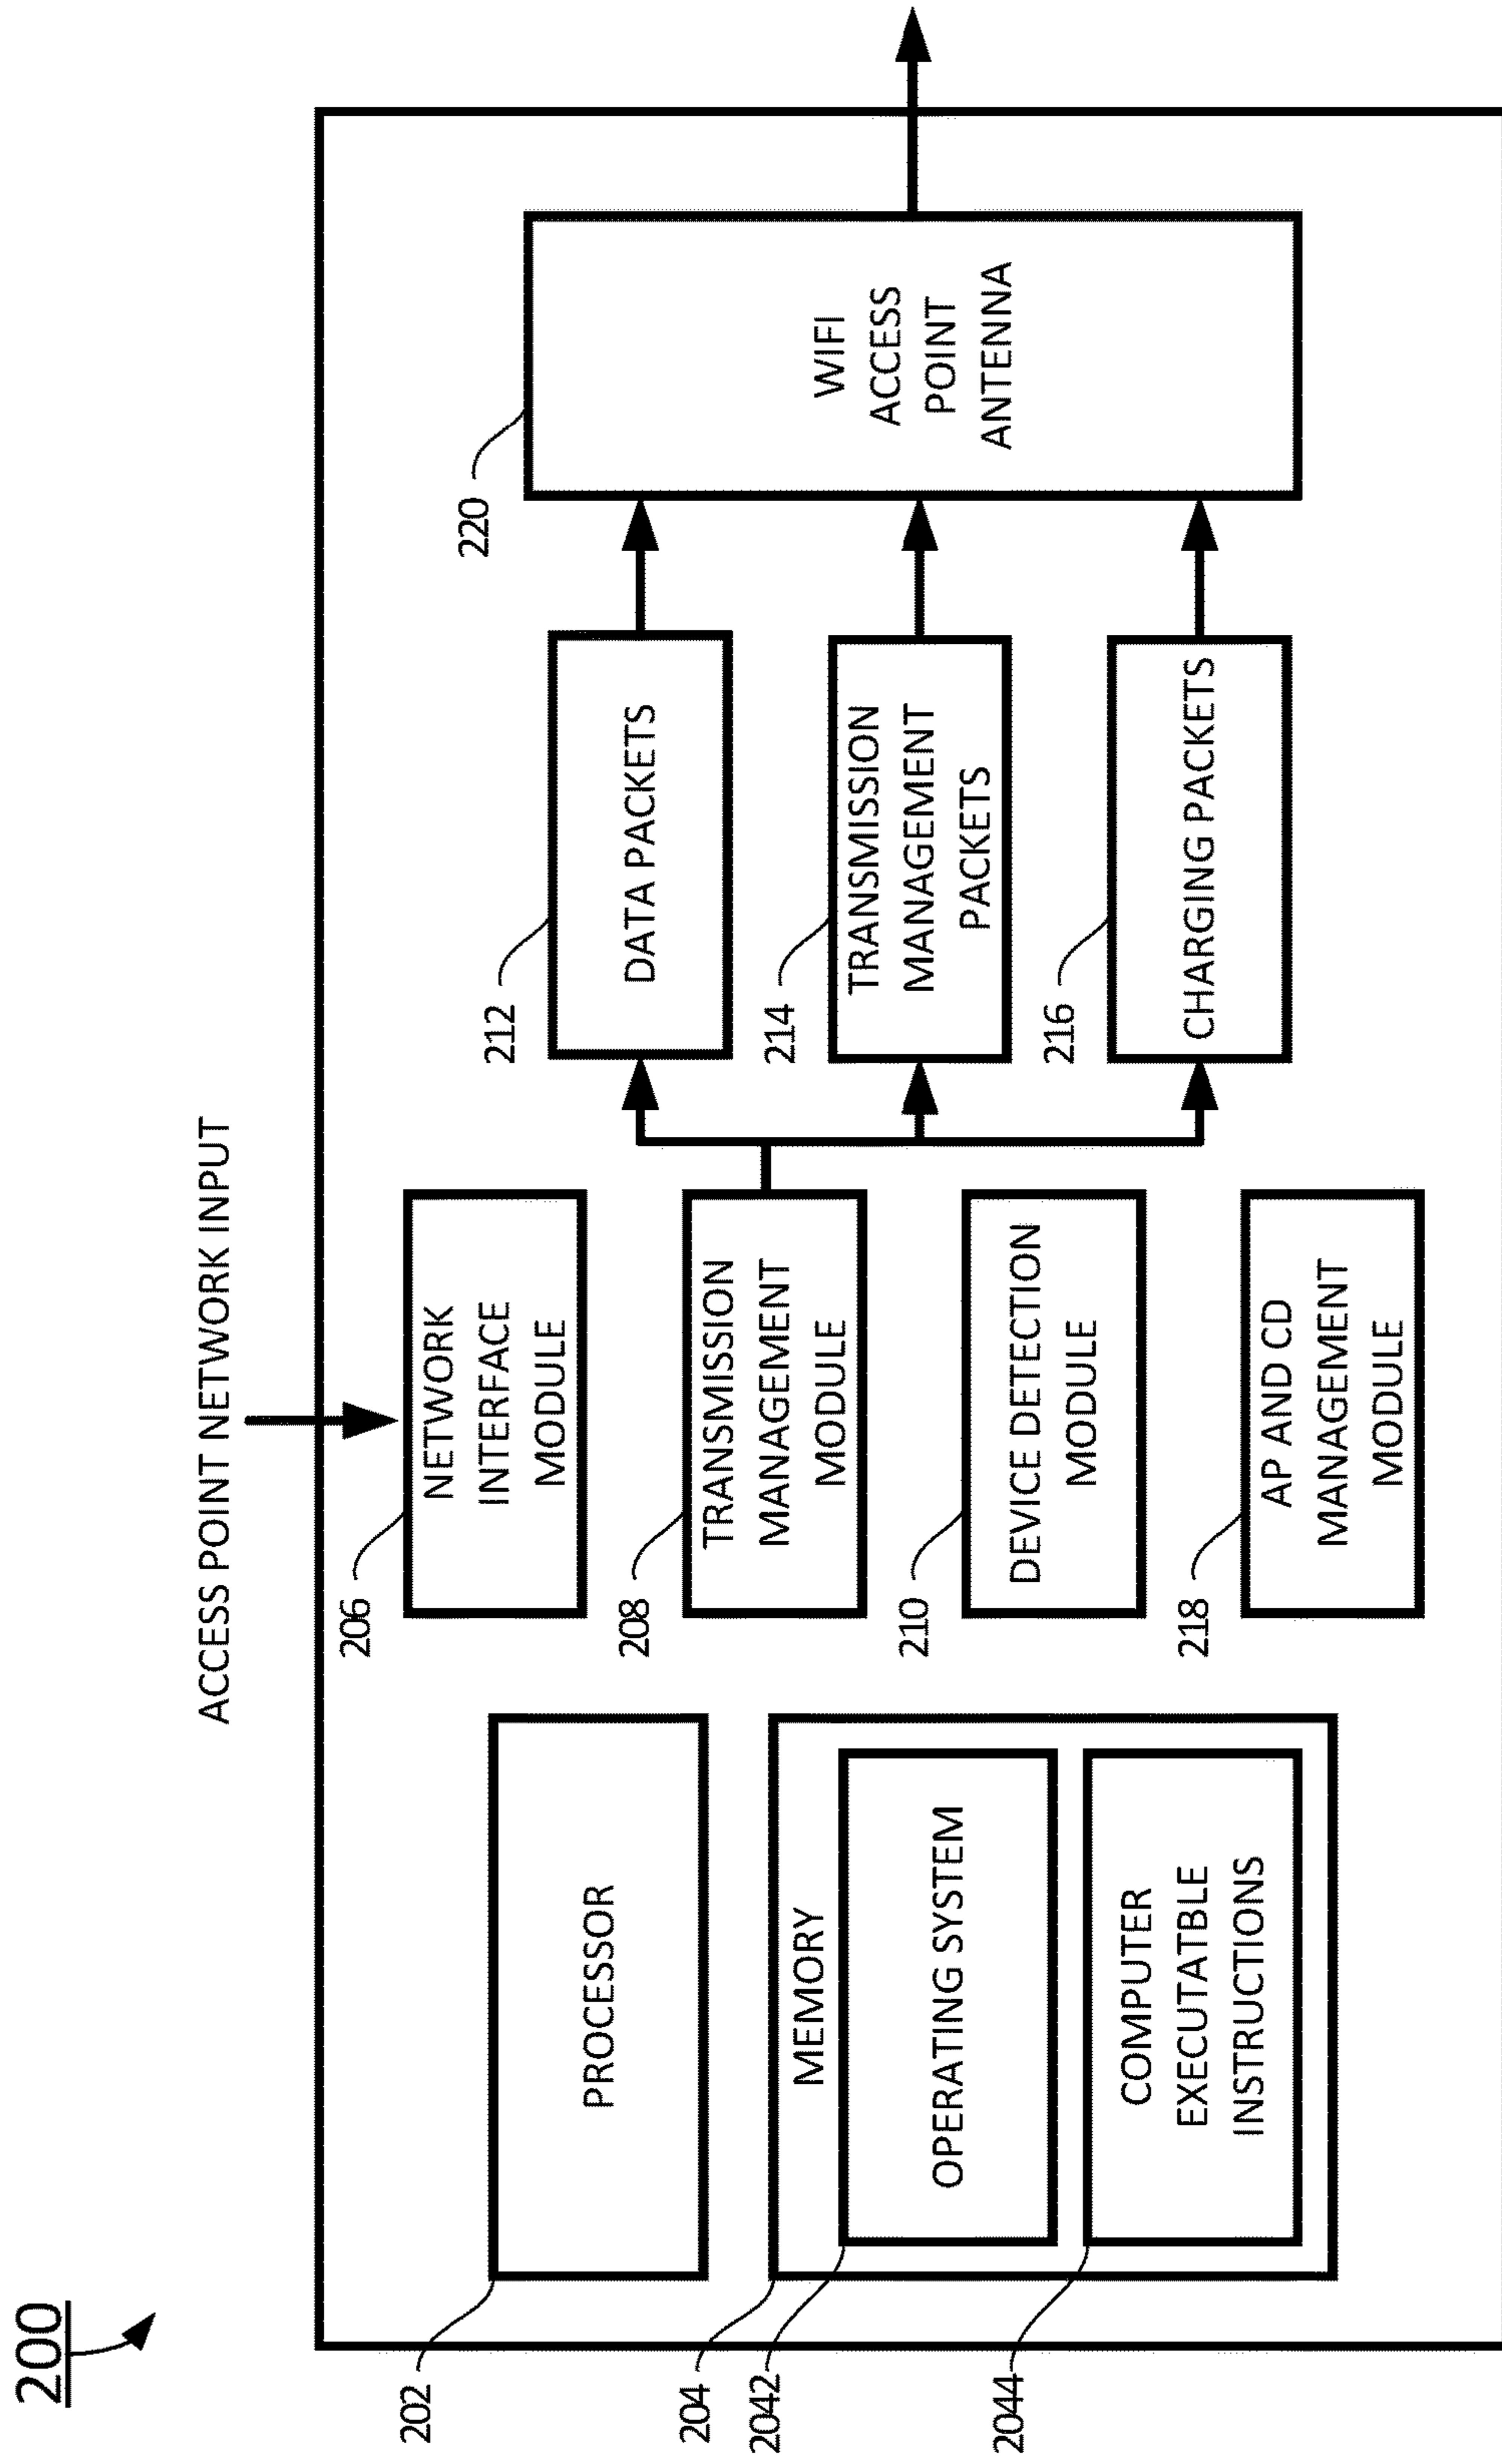 200
ACCESS POINT NETWORK INPUT
202
PROCESSOR
204
MEMORY
2042
OPERATING SYSTEM
2044
COMPUTER
EXECUTATBLE
INSTRUCTIONS
206
NETWORK
INTERFACE
MODULE
208
TRANSMISSION
MANAGEMENT
MODULE
210
DEVICE DETECTION
MODULE
218
AP AND CD
MANAGEMENT
MODULE
212
DATA PACKETS
214
TRANSMISSION
MANAGEMENT
PACKETS
216
CHARGING PACKETS
220
WIFI
ACCESS
POINT
ANTENNA